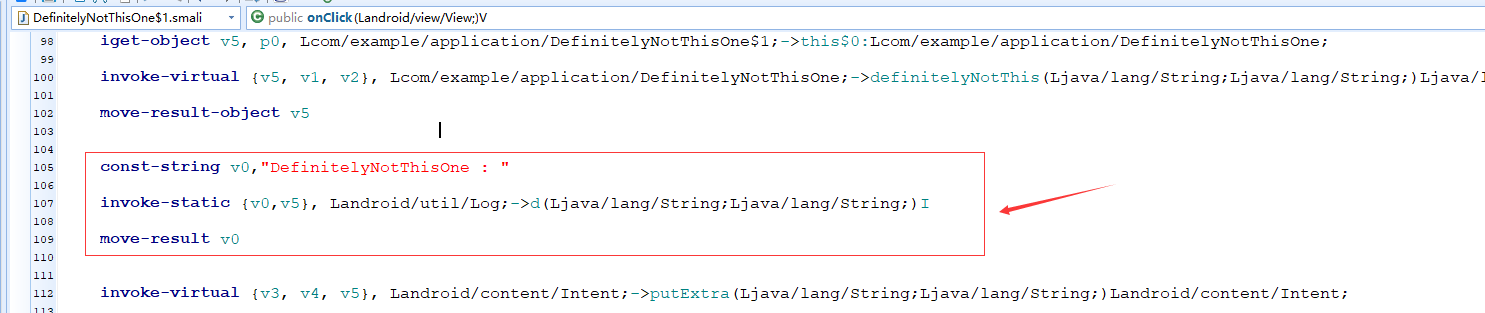 DefinitelyNotThisOne$1.smali public onClick(Landroid/view/View;)V
98 iget-object v5, p0, Lcom/example/application/DefinitelyNotThisOne$1;->this$0:Lcom/example/application/DefinitelyNotThisOne;
99
100 invoke-virtual {v5, v1, v2}, Lcom/example/application/DefinitelyNotThisOne;->definitelyNotThis(Ljava/lang/String;Ljava/lang/String;)Ljava/l
101
102 move-result-object v5
103
104
105 const-string v0,"DefinitelyNotThisOne : "
106
107 invoke-static {v0,v5}, Landroid/util/Log;->d(Ljava/lang/String;Ljava/lang/String;)I
108
109 move-result v0
110
111
112 invoke-virtual {v3, v4, v5}, Landroid/content/Intent;->putExtra(Ljava/lang/String;Ljava/lang/String;)Landroid/content/Intent;
113